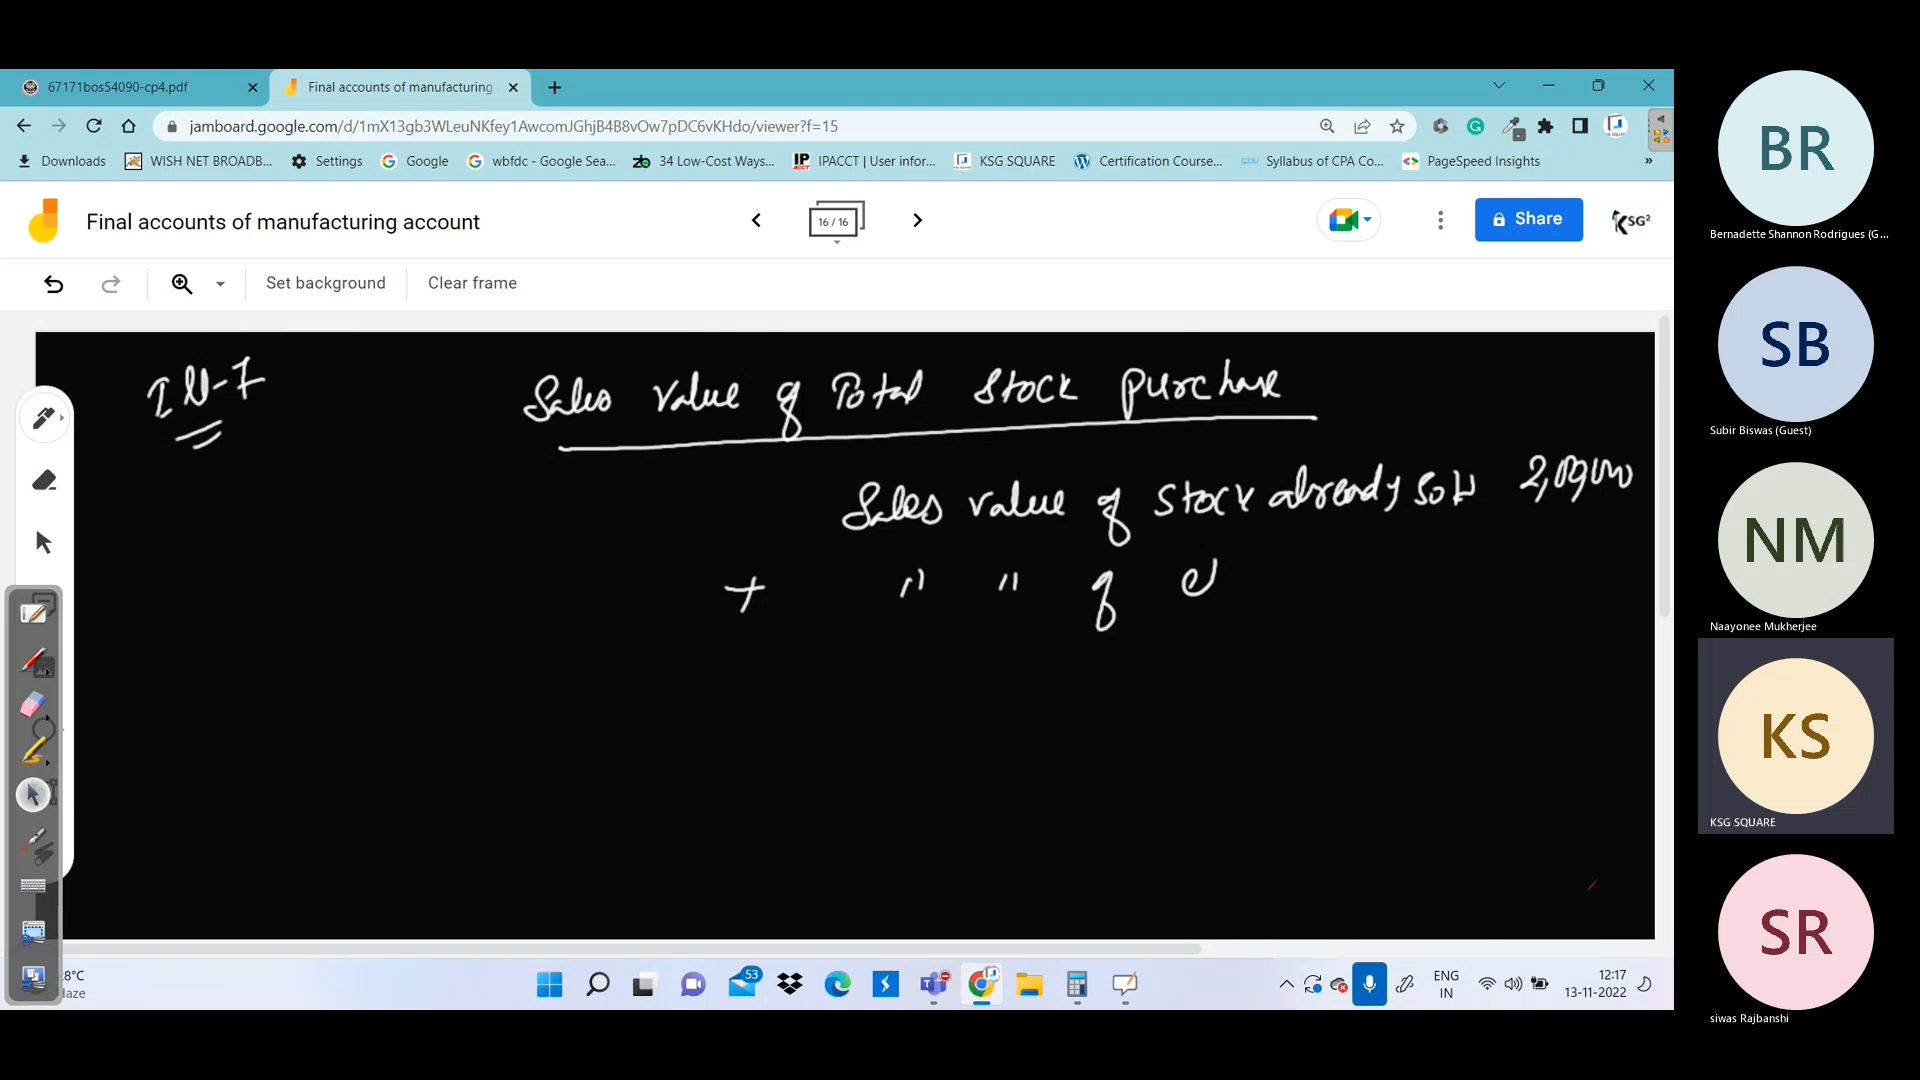 67171bos54090-cp4.pdf
Final accounts of manufacturing
jamboard.google.com/d/1mX13gb3WLeuNKfey1AwcomJGhjB4B8vOw7pDC6vKHdo/viewer?f=15
Downloads WISH NET BROADB... Settings Google wbfdc - Google Sea... 34 Low-Cost Ways... IPACCT | User infor... KSG SQUARE Certification Course... Syllabus of CPA Co... PageSpeed Insights »
Final accounts of manufacturing account
16 / 16
Share
KSG²
Set background Clear frame
Sales value of Total Stock purchase
Sales value of Stock already sold
+ " " of
8°C
aze
53
ENG
IN
12:17
13-11-2022
BR
Bernadette Shannon Rodrigues (G...
SB
Subir Biswas (Guest)
NM
Naayonee Mukherjee
KS
KSG SQUARE
SR
siwas Rajbanshi